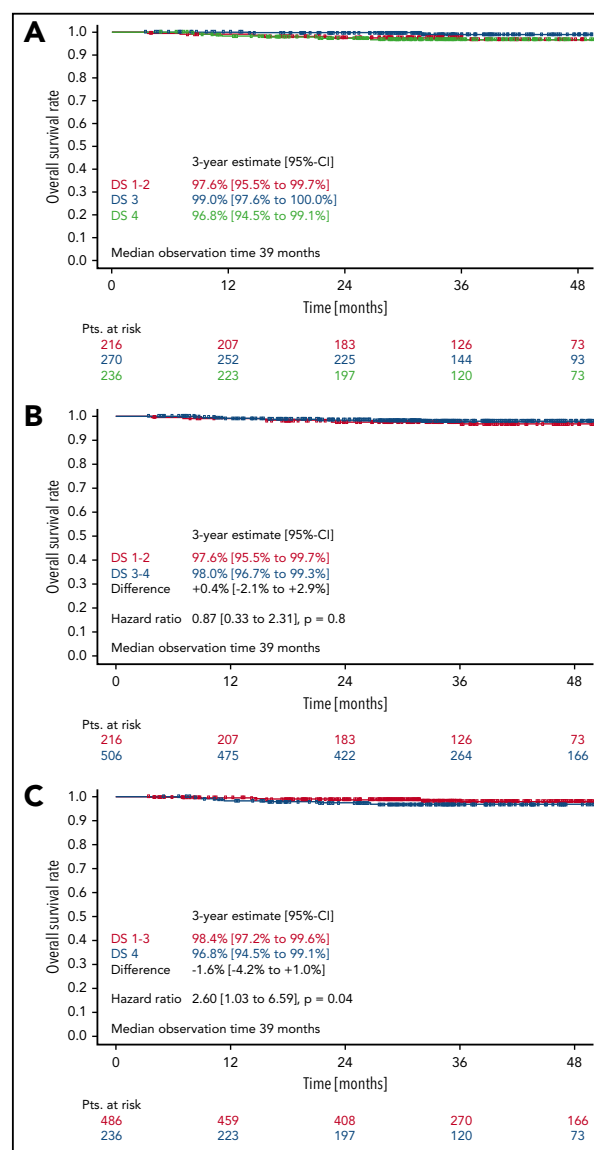 A
Overall survival rate
1.0
0.9
0.8
0.7
0.6
0.5
0.4
0.3
0.2
0.1
0.0
3-year estimate [95%-CI]
DS 1-2 97.6% [95.5% to 99.7%]
DS 3 99.0% [97.6% to 100.0%]
DS 4 96.8% [94.5% to 99.1%]
Median observation time 39 months
0 12 24 36 48
Time [months]
Pts. at risk
216 207 183 126 73
270 252 225 144 93
236 223 197 120 73
B
Overall survival rate
1.0
0.9
0.8
0.7
0.6
0.5
0.4
0.3
0.2
0.1
0.0
3-year estimate [95%-CI]
DS 1-2 97.6% [95.5% to 99.7%]
DS 3-4 98.0% [96.7% to 99.3%]
Difference +0.4% [-2.1% to +2.9%]
Hazard ratio 0.87 [0.33 to 2.31], p = 0.8
Median observation time 39 months
0 12 24 36 48
Time [months]
Pts. at risk
216 207 183 126 73
506 475 422 264 166
C
Overall survival rate
1.0
0.9
0.8
0.7
0.6
0.5
0.4
0.3
0.2
0.1
0.0
3-year estimate [95%-CI]
DS 1-3 98.4% [97.2% to 99.6%]
DS 4 96.8% [94.5% to 99.1%]
Difference -1.6% [-4.2% to +1.0%]
Hazard ratio 2.60 [1.03 to 6.59], p = 0.04
Median observation time 39 months
0 12 24 36 48
Time [months]
Pts. at risk
486 459 408 270 166
236 223 197 120 73